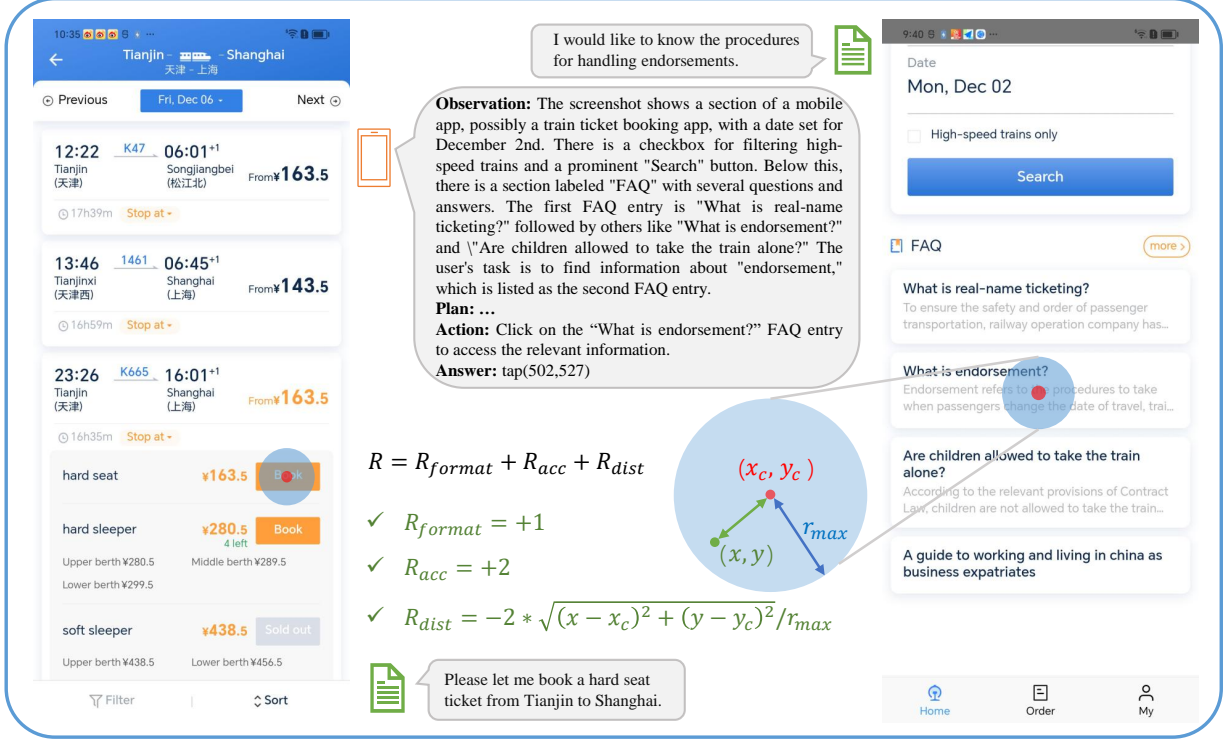 10:35
Tianjin - - Shanghai
天津 - 上海
Previous
Fri, Dec 06
Next
12:22 K47 06:01+1
Tianjin Songjiangbei From¥163.5
(天津) (松江北)
17h39m Stop at
13:46 1461 06:45+1
Tianjinxi Shanghai From¥143.5
(天津西) (上海)
16h59m Stop at
23:26 K665 16:01+1
Tianjin Shanghai From¥163.5
(天津) (上海)
16h35m Stop at
hard seat ¥163.5 Book
hard sleeper ¥280.5 Book
4 left
Upper berth ¥280.5 Middle berth ¥289.5
Lower berth ¥299.5
soft sleeper ¥438.5 Sold out
Upper berth ¥438.5 Lower berth ¥456.5
Filter
Sort
I would like to know the procedures
for handling endorsements.
Observation: The screenshot shows a section of a mobile
app, possibly a train ticket booking app, with a date set for
December 2nd. There is a checkbox for filtering high-
speed trains and a prominent "Search" button. Below this,
there is a section labeled "FAQ" with several questions and
answers. The first FAQ entry is "What is real-name
ticketing?" followed by others like "What is endorsement?"
and \"Are children allowed to take the train alone?" The
user's task is to find information about "endorsement,"
which is listed as the second FAQ entry.
Plan: …
Action: Click on the “What is endorsement?” FAQ entry
to access the relevant information.
Answer: tap(502,527)
R = R_format + R_acc + R_dist
✓ R_format = +1
✓ R_acc = +2
✓ R_dist = −2 ∗ √((x − x_c)² + (y − y_c)²)/r_max
(x_c, y_c )
(x, y)
r_max
Please let me book a hard seat
ticket from Tianjin to Shanghai.
9:40
Date
Mon, Dec 02
High-speed trains only
Search
FAQ
more >
What is real-name ticketing?
To ensure the safety and order of passenger
transportation, railway operation company has...
What is endorsement?
Endorsement refers to the procedures to take
when passengers change the date of travel, trai...
Are children allowed to take the train
alone?
According to the relevant provisions of Contract
Law, children are not allowed to take the train...
A guide to working and living in china as
business expatriates
Home
Order
My